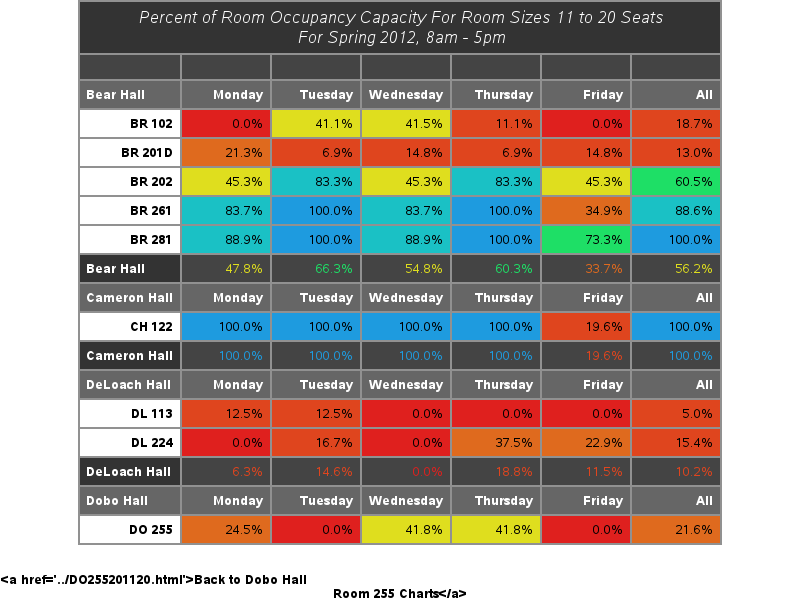 Percent of Room Occupancy Capacity For Room Sizes 11 to 20 Seats
For Spring 2012, 8am - 5pm
Bear Hall Monday Tuesday Wednesday Thursday Friday All
BR 102 0.0% 41.1% 41.5% 11.1% 0.0% 18.7%
BR 201D 21.3% 6.9% 14.8% 6.9% 14.8% 13.0%
BR 202 45.3% 83.3% 45.3% 83.3% 45.3% 60.5%
BR 261 83.7% 100.0% 83.7% 100.0% 34.9% 88.6%
BR 281 88.9% 100.0% 88.9% 100.0% 73.3% 100.0%
Bear Hall 47.8% 66.3% 54.8% 60.3% 33.7% 56.2%
Cameron Hall Monday Tuesday Wednesday Thursday Friday All
CH 122 100.0% 100.0% 100.0% 100.0% 19.6% 100.0%
Cameron Hall 100.0% 100.0% 100.0% 100.0% 19.6% 100.0%
DeLoach Hall Monday Tuesday Wednesday Thursday Friday All
DL 113 12.5% 12.5% 0.0% 0.0% 0.0% 5.0%
DL 224 0.0% 16.7% 0.0% 37.5% 22.9% 15.4%
DeLoach Hall 6.3% 14.6% 0.0% 18.8% 11.5% 10.2%
Dobo Hall Monday Tuesday Wednesday Thursday Friday All
DO 255 24.5% 0.0% 41.8% 41.8% 0.0% 21.6%
<a href='../DO255201120.html'>Back to Dobo Hall
Room 255 Charts</a>